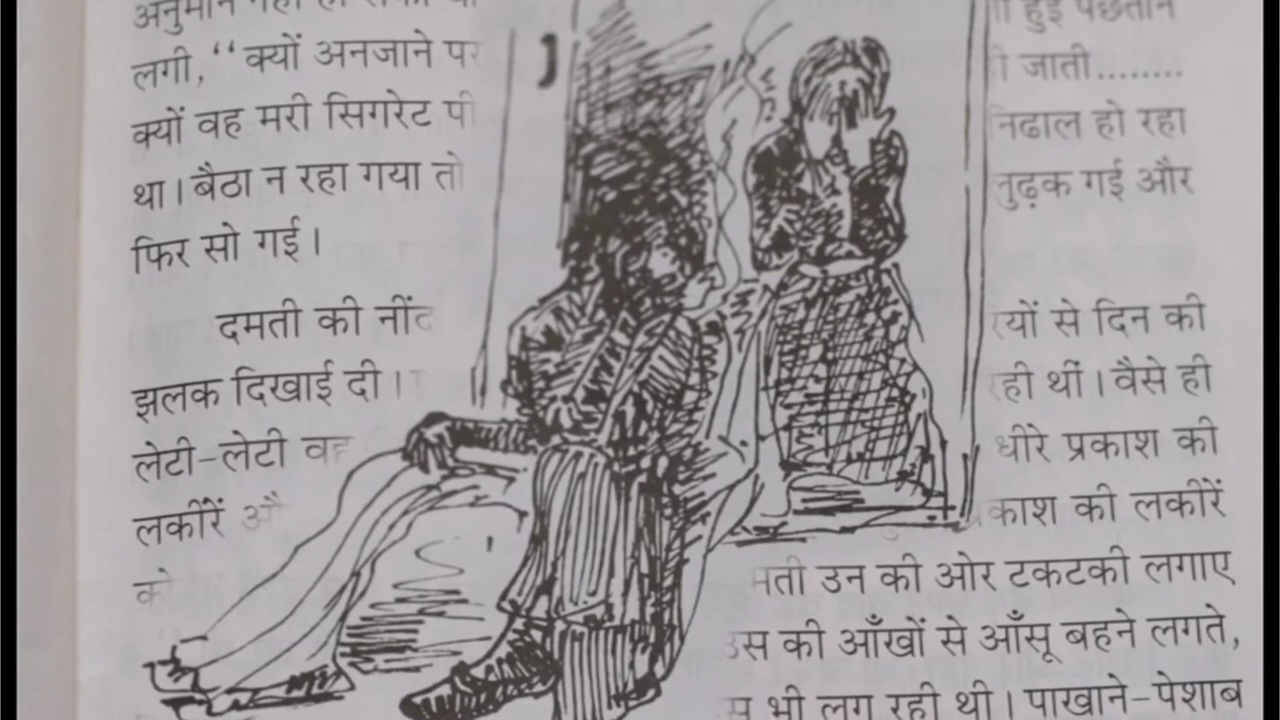 लगी, “क्यों अनजाने पर
ी जाती........
क्यों वह मरी सिगरेट पी
निढाल हो रहा
था। बैठा न रहा गया तो
लुढ़क गई और
फिर सो गई।
दमती की नींद
से दिन की
झलक दिखाई दी।
रही थीं। वैसे ही
लेटी-लेटी वह
धीरे प्रकाश की
लकीरें औ
प्रकाश की लकीरें
को
मती उन की ओर टकटकी लगाए
उस की आँखों से आँसू बहने लगते,
भी लग रही थी। पाखाने-पेशाब